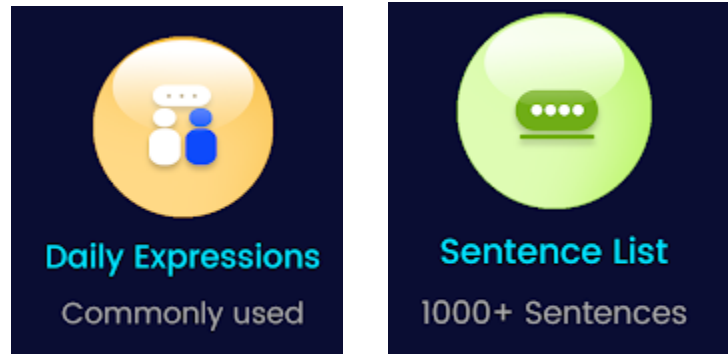 Daily Expressions
Commonly used
Sentence List
1000+ Sentences